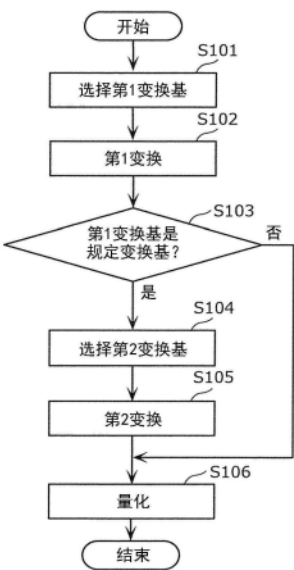 开始
S101
选择第1变换基
S102
第1变换
S103
第1变换基是
规定变换基？
否
是
S104
选择第2变换基
S105
第2变换
S106
量化
结束